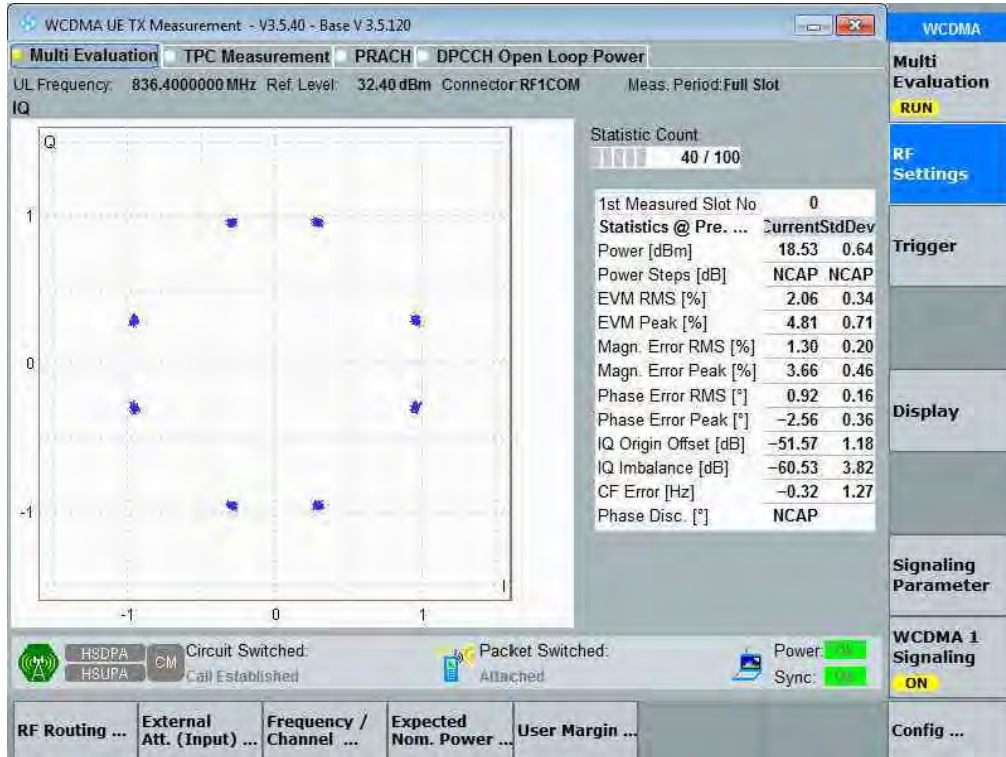 WCDMA UE TX Measurement - V3.5.40 - Base V 3.5.120
WCDMA
Multi Evaluation TPC Measurement PRACH DPCCH Open Loop Power
UL Frequency: 836.4000000 MHz Ref. Level: 32.40 dBm Connector: RF1COM Meas. Period: Full Slot
IQ
Q
1
0
-1
-1 0 1
I
Statistic Count
40 / 100
1st Measured Slot No 0
Statistics @ Pre. ... Current StdDev
Power [dBm] 18.53 0.64
Power Steps [dB] NCAP NCAP
EVM RMS [%] 2.06 0.34
EVM Peak [%] 4.81 0.71
Magn. Error RMS [%] 1.30 0.20
Magn. Error Peak [%] 3.66 0.46
Phase Error RMS [°] 0.92 0.16
Phase Error Peak [°] −2.56 0.36
IQ Origin Offset [dB] −51.57 1.18
IQ Imbalance [dB] −60.53 3.82
CF Error [Hz] −0.32 1.27
Phase Disc. [°] NCAP
Multi
Evaluation
RUN
RF
Settings
Trigger
Display
Signaling
Parameter
WCDMA 1
Signaling
ON
Config ...
HSDPA
HSUPA
CM
Circuit Switched:
Call Established
Packet Switched:
Attached
Power:
Sync:
RF Routing ...
External
Att. (Input) ...
Frequency /
Channel ...
Expected
Nom. Power ...
User Margin ...